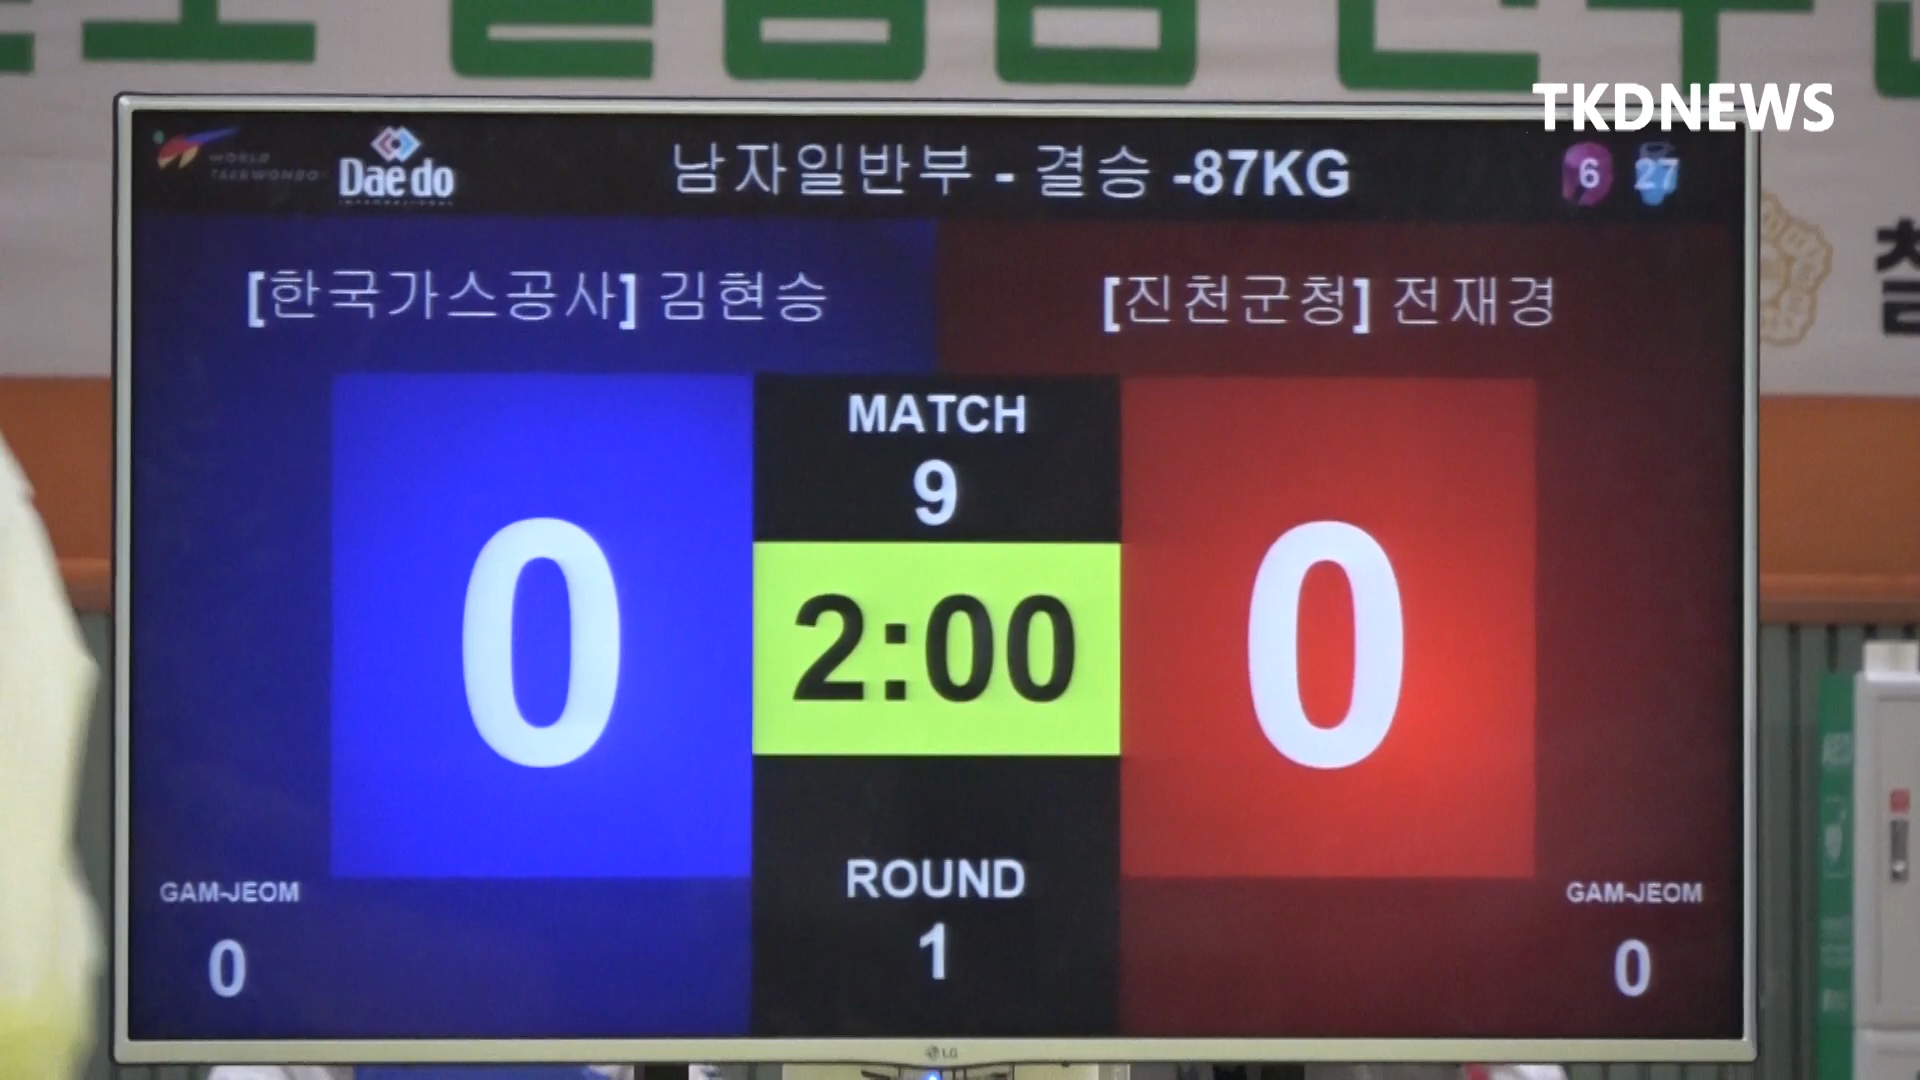 TKDNEWS
WORLD
TAEKWONDO
Daedo
INTERNATIONAL
남자일반부 - 결승 -87KG
6 27
[한국가스공사] 김현승
[진천군청] 전재경
MATCH
9
0
2:00
0
ROUND
1
GAM-JEOM
0
GAM-JEOM
0
LG
AED